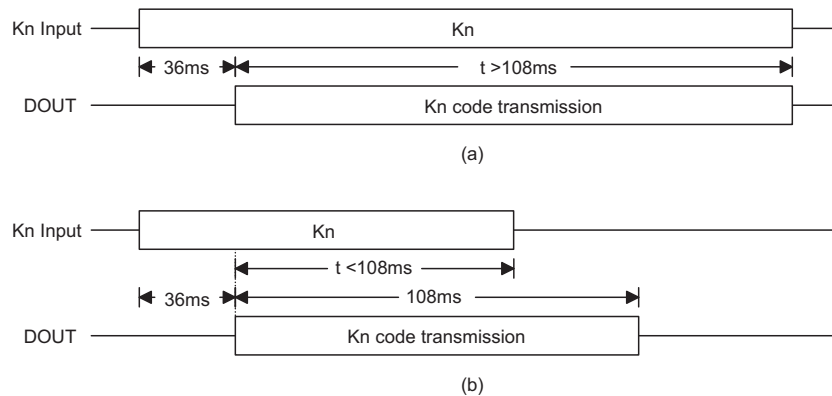 Kn Input
Kn
36ms
t >108ms
DOUT
Kn code transmission
(a)
Kn Input
Kn
t <108ms
36ms
108ms
DOUT
Kn code transmission
(b)